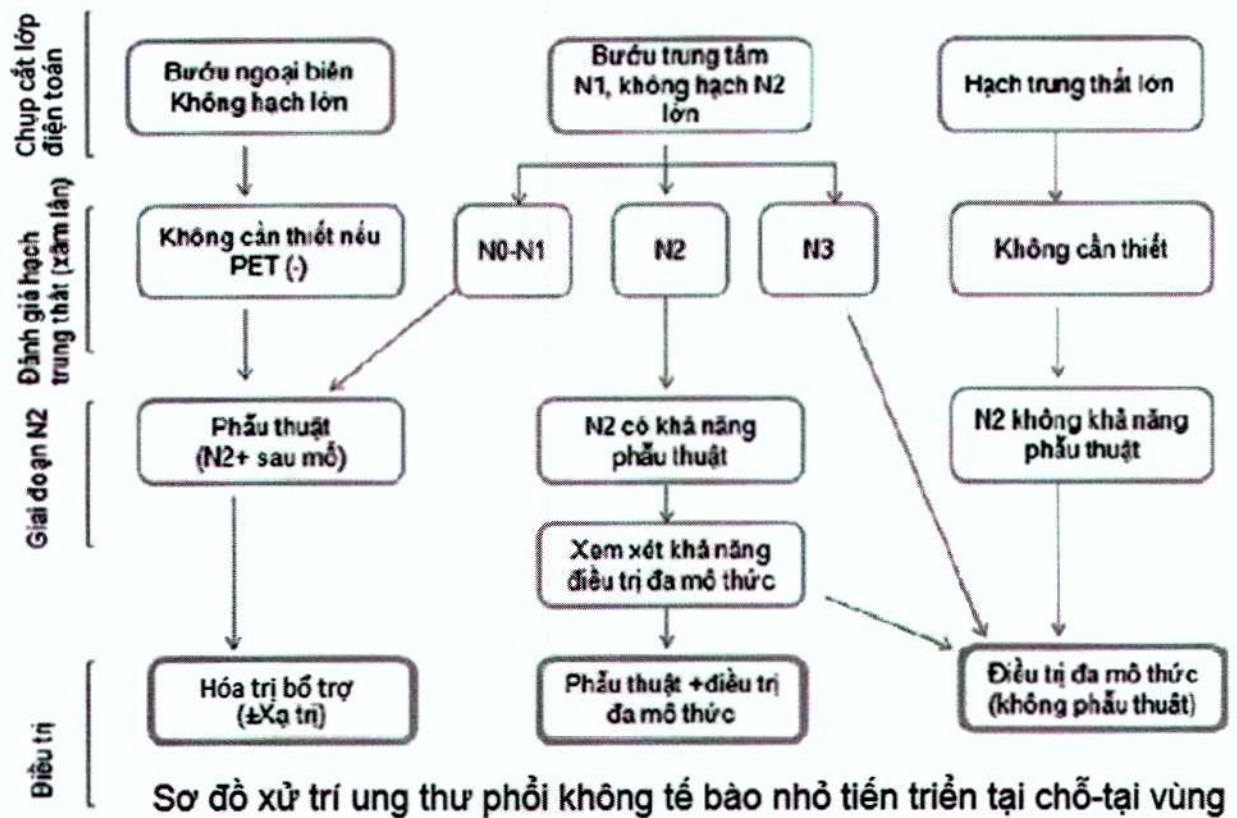 Chụp cắt lớp
điện toán
Bướu ngoại biên
Không hạch lớn
Bướu trung tâm
N1, không hạch N2
lớn
Hạch trung thất lớn
Đánh giá hạch
trung thất (xâm lấn)
Không cần thiết nếu
PET (-)
N0-N1
N2
N3
Không cần thiết
Giai đoạn N2
Phẫu thuật
(N2+ sau mổ)
N2 có khả năng
phẫu thuật
N2 không khả năng
phẫu thuật
Xem xét khả năng
điều trị đa mô thức
Điều trị
Hóa trị bổ trợ
(±Xạ trị)
Phẫu thuật +điều trị
đa mô thức
Điều trị đa mô thức
(không phẫu thuật)
Sơ đồ xử trí ung thư phổi không tế bào nhỏ tiến triển tại chỗ-tại vùng